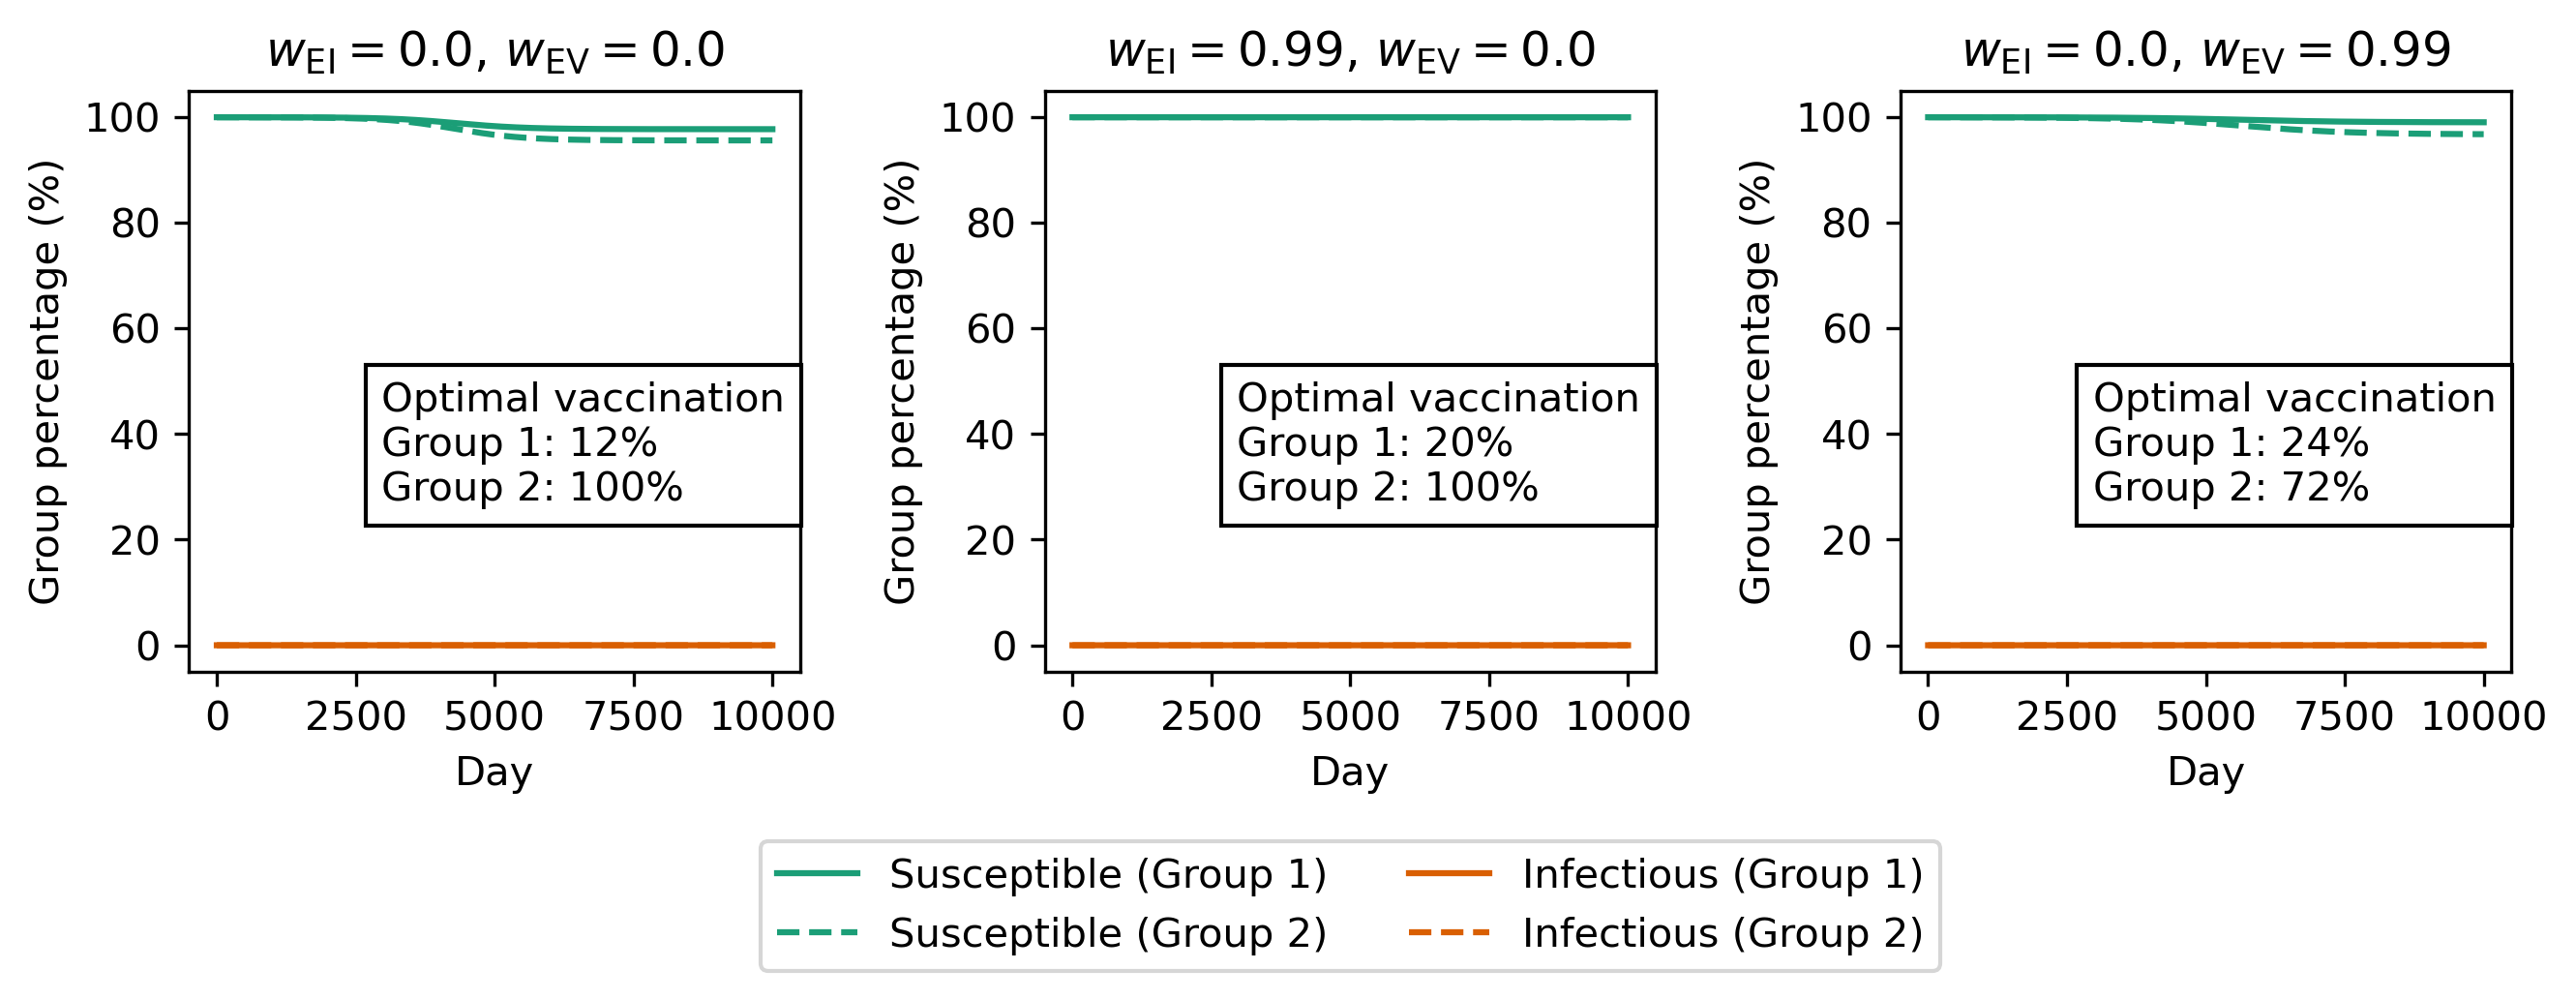 w_EI = 0.0, w_EV = 0.0
Group percentage (%)
100
80
60
40
20
0
Optimal vaccination
Group 1: 12%
Group 2: 100%
0 2500 5000 7500 10000
Day
w_EI = 0.99, w_EV = 0.0
Group percentage (%)
100
80
60
40
20
0
Optimal vaccination
Group 1: 20%
Group 2: 100%
0 2500 5000 7500 10000
Day
w_EI = 0.0, w_EV = 0.99
Group percentage (%)
100
80
60
40
20
0
Optimal vaccination
Group 1: 24%
Group 2: 72%
0 2500 5000 7500 10000
Day
Susceptible (Group 1)
Susceptible (Group 2)
Infectious (Group 1)
Infectious (Group 2)